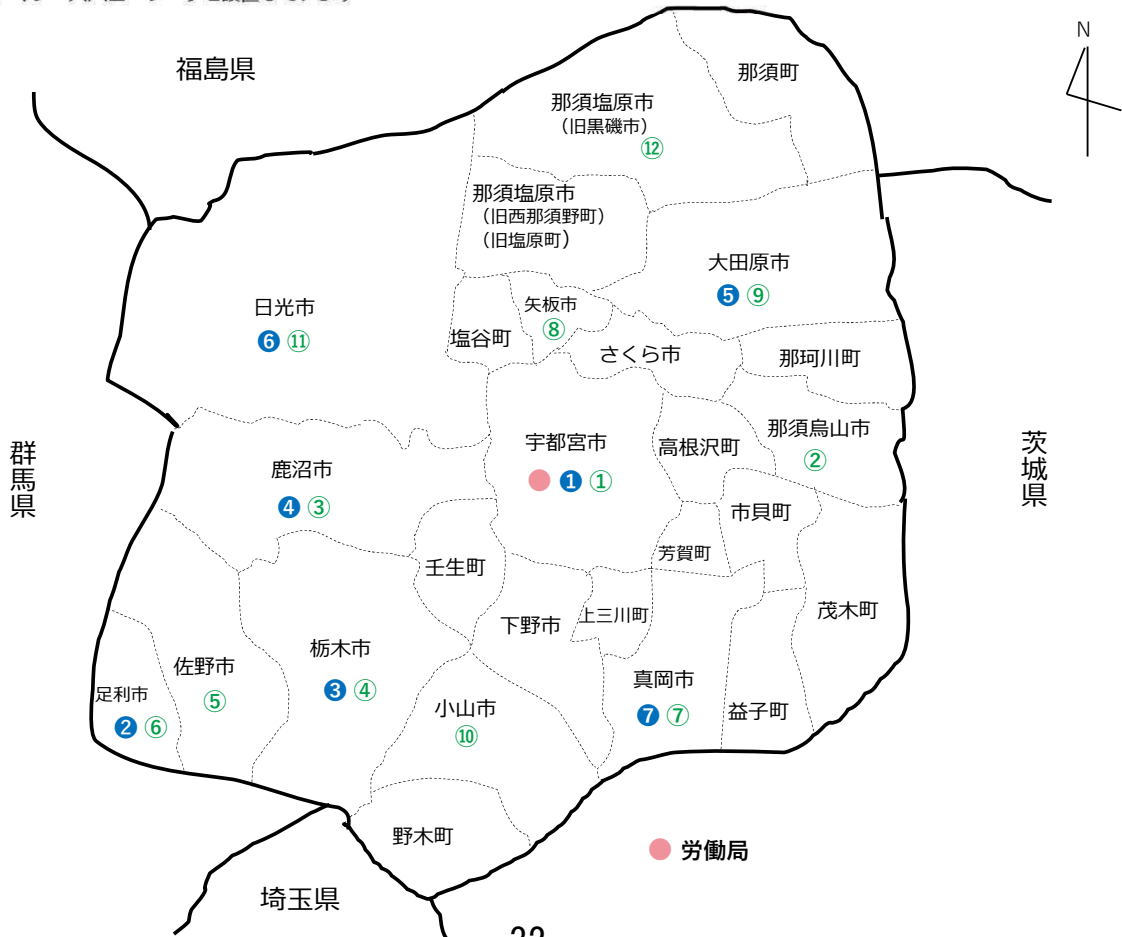 福島県
N
那須町
那須塩原市
（旧黒磯市）
⑫
那須塩原市
（旧西那須野町）
（旧塩原町）
大田原市
❺ ⑨
日光市
❻ ⑪
矢板市
⑧
塩谷町
さくら市
那珂川町
群馬県
茨城県
宇都宮市
❶ ①
高根沢町
那須烏山市
②
鹿沼市
❹ ③
市貝町
芳賀町
壬生町
下野市
上三川町
茂木町
栃木市
❸ ④
佐野市
⑤
足利市
❷ ⑥
真岡市
❼ ⑦
益子町
小山市
⑩
野木町
労働局
埼玉県